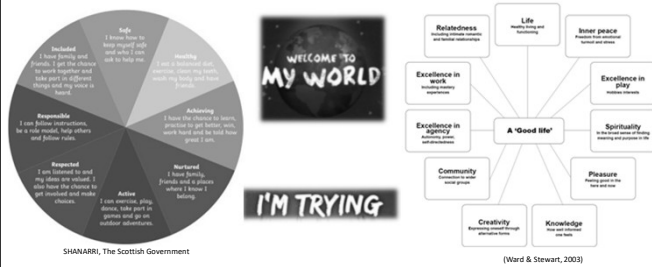 Safe
I know how to
keep myself safe
and who I can
ask to help me.
Healthy
I eat a balanced diet,
exercise, clean my teeth,
wash my body and have
friends.
Achieving
I have the chance to learn,
practise to get better, win,
work hard and be told how
great I am.
Nurtured
I have family,
friends and a places
where I know I
belong.
Active
I can exercise, play,
dance, take part in
games and go on
outdoor adventures.
Respected
I am listened to and
my ideas are valued. I
also have the chance to
get involved and make
choices.
Responsible
I can follow instructions,
be a role model, help others
and follow rules.
Included
I have family and
friends. I get the chance
to work together and
take part in different
things and my voice is
heard.
SHANARRI, The Scottish Government
WELCOME TO
MY WORLD
I'M TRYING
Life
Healthy living and
functioning
Relatedness
Including intimate romantic
and familial relationships
Inner peace
Freedom from emotional
turmoil and stress
Excellence in
work
Including mastery
experiences
Excellence in
play
Hobbies interests
Excellence in
agency
Autonomy, power,
self-directedness
A 'Good life'
Spirituality
In the broad sense of finding
meaning and purpose in life
Community
Connection to wider
social groups
Pleasure
Feeling good in the
here and now
Creativity
Expressing oneself through
alternative forms
Knowledge
How well informed
one feels
(Ward & Stewart, 2003)